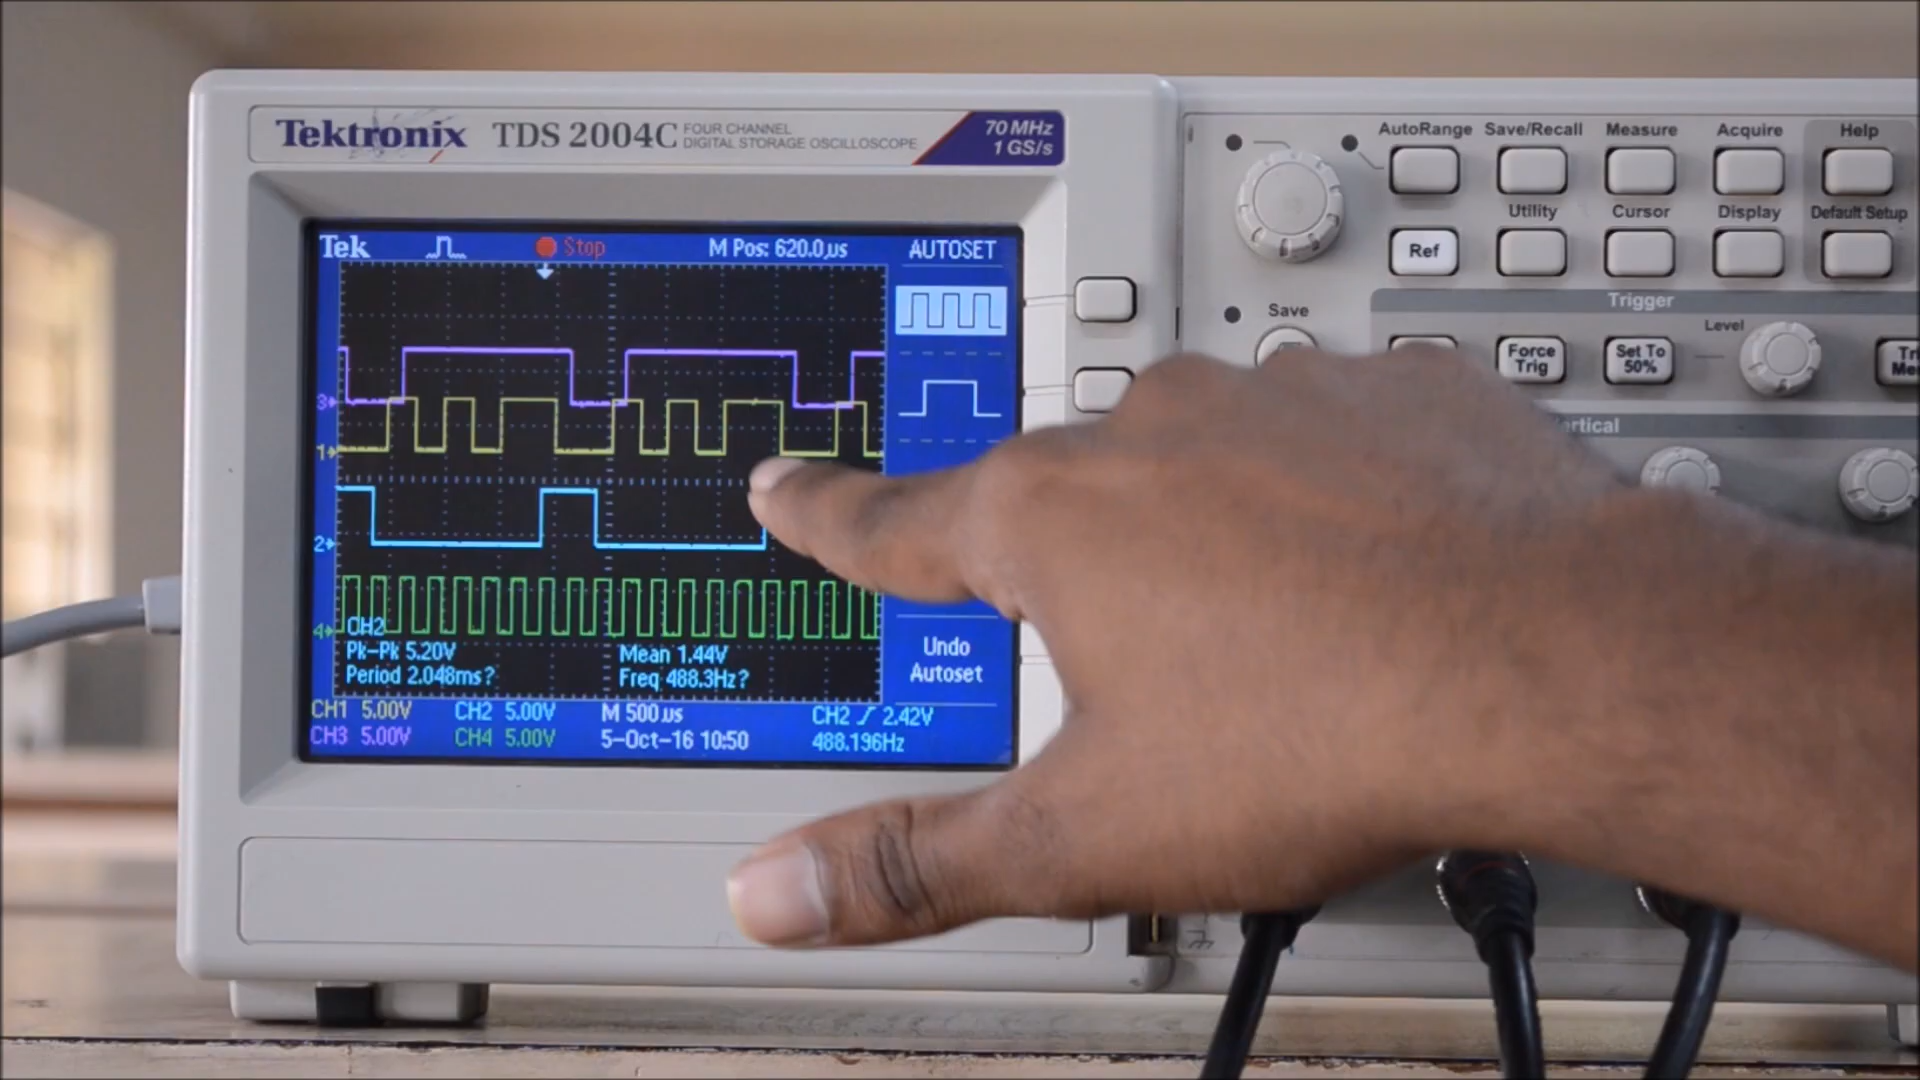 Tektronix TDS 2004C FOUR CHANNEL
DIGITAL STORAGE OSCILLOSCOPE
70 MHz
1 GS/s
Tek
Stop
M Pos: 620.0µs
AUTOSET
3
1
2
4
CH2
Pk-Pk 5.20V
Mean 1.44V
Period 2.048ms?
Freq 488.3Hz?
Undo
Autoset
CH1 5.00V CH2 5.00V M 500µs CH2 2.42V
CH3 5.00V CH4 5.00V 5-Oct-16 10:50 488.196Hz
AutoRange Save/Recall Measure Acquire Help
Utility Cursor Display Default Setup
Ref
Trigger
Save
Level
Force
Trig
Set To
50%